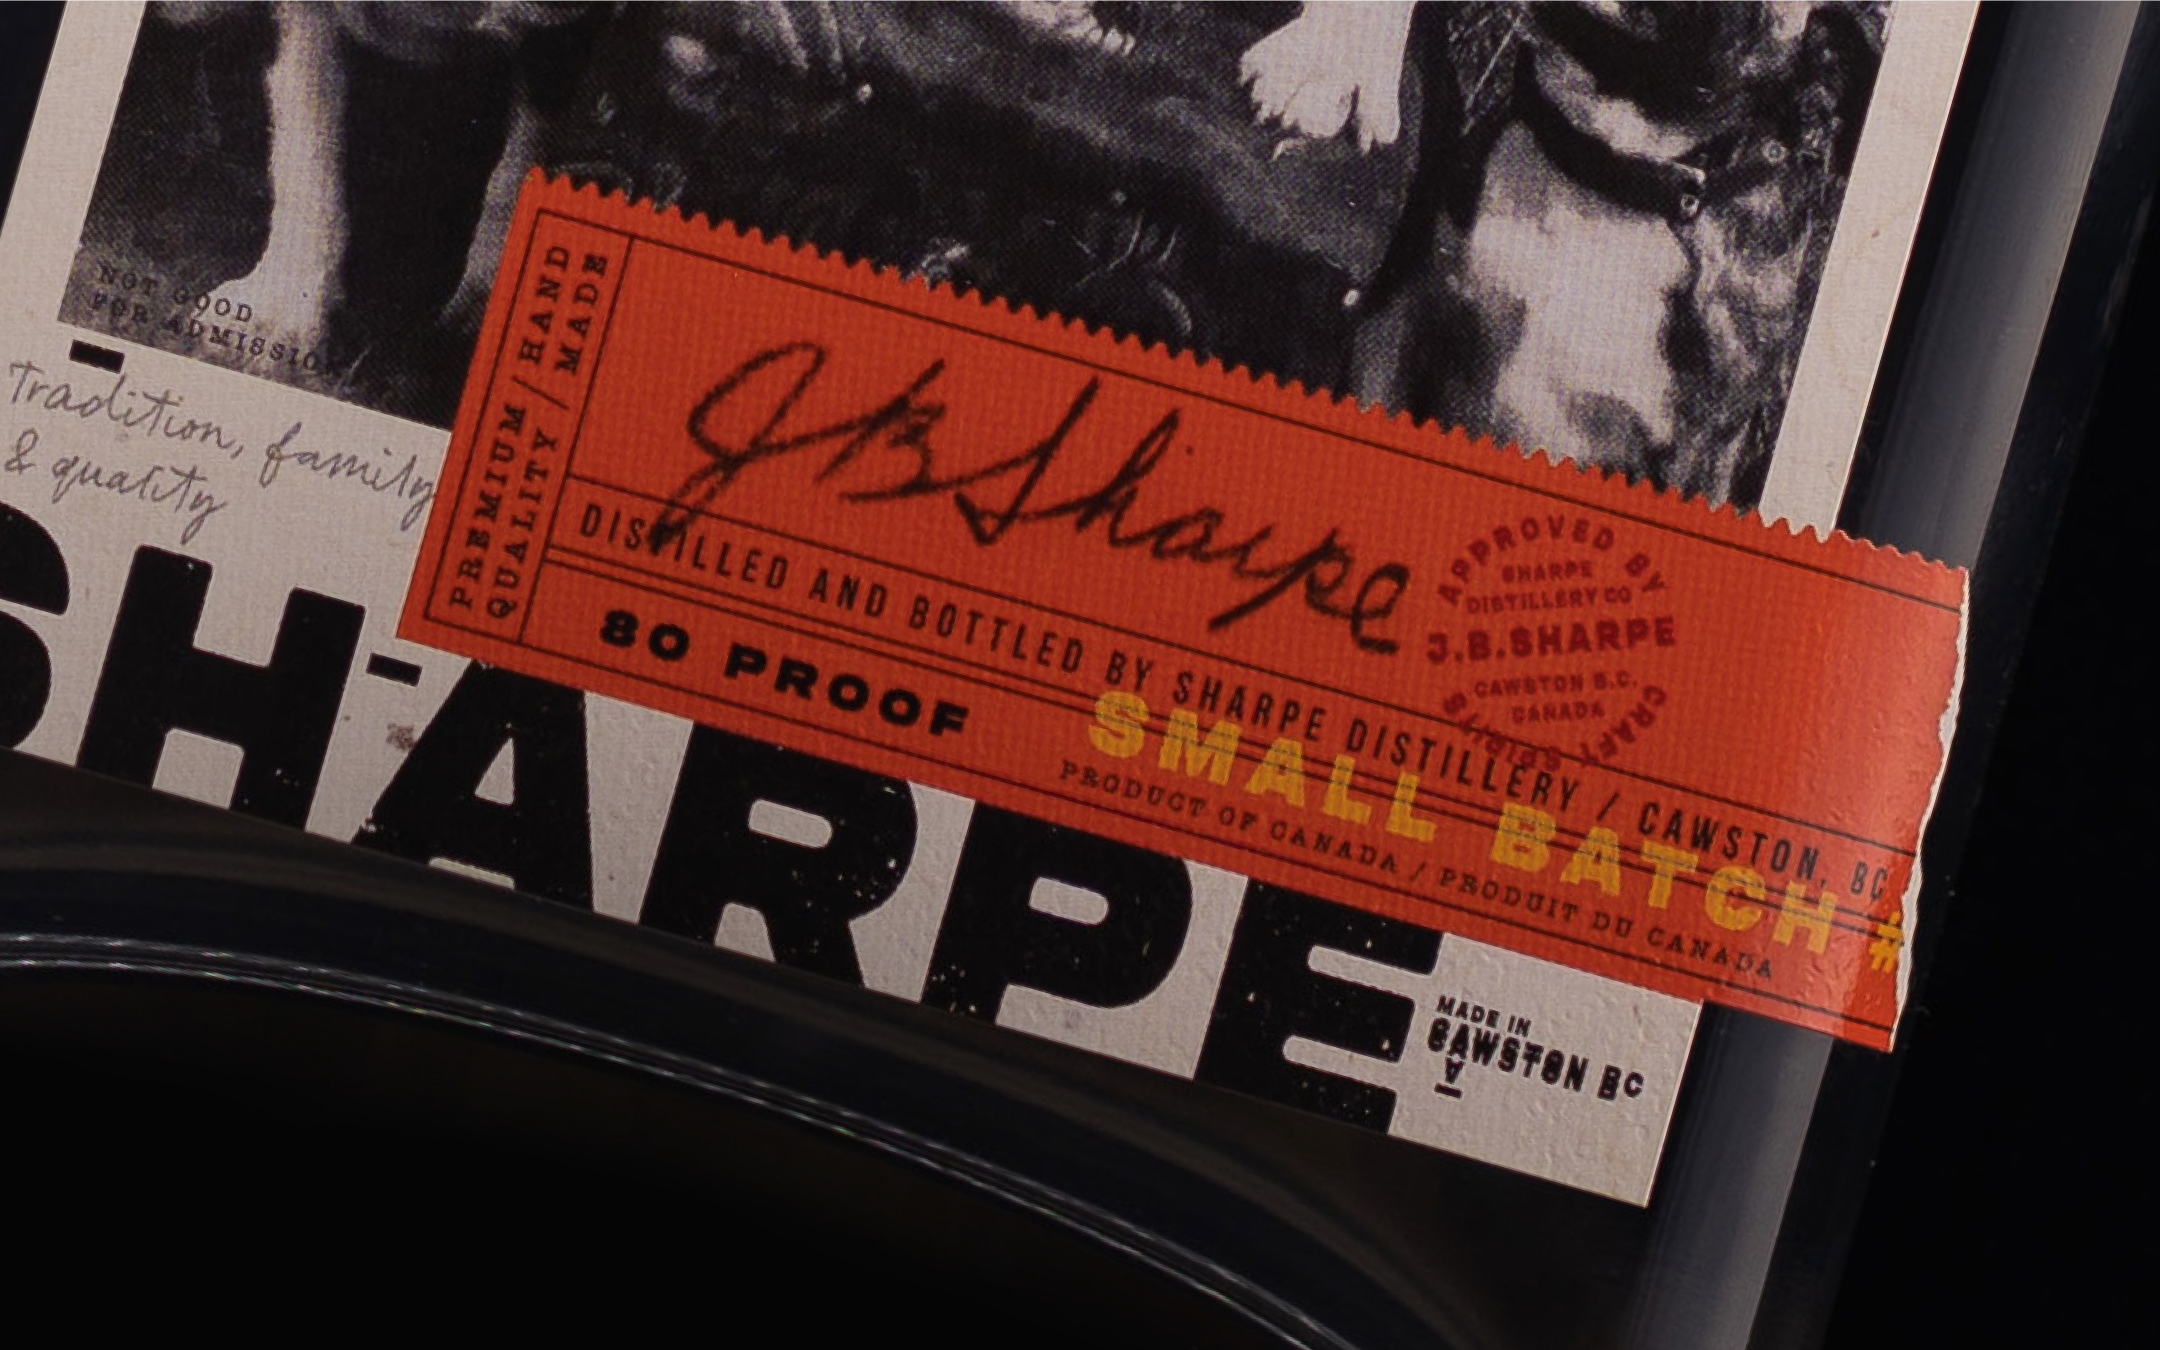 NOT GOOD
FOR ADMISSION
Tradition, family
& quality
SHARPE
PREMIUM / HAND
QUALITY / MADE
JB Sharpe
DISTILLED AND BOTTLED BY SHARPE DISTILLERY / CAWSTON, BC
80 PROOF
SMALL BATCH #
PRODUCT OF CANADA / PRODUIT DU CANADA
APPROVED BY
SHARPE
DISTILLERY CO
J.B.SHARPE
CAWSTON B.C.
CANADA
CRAFT SPIRITS
MADE IN
CAWSTON BC